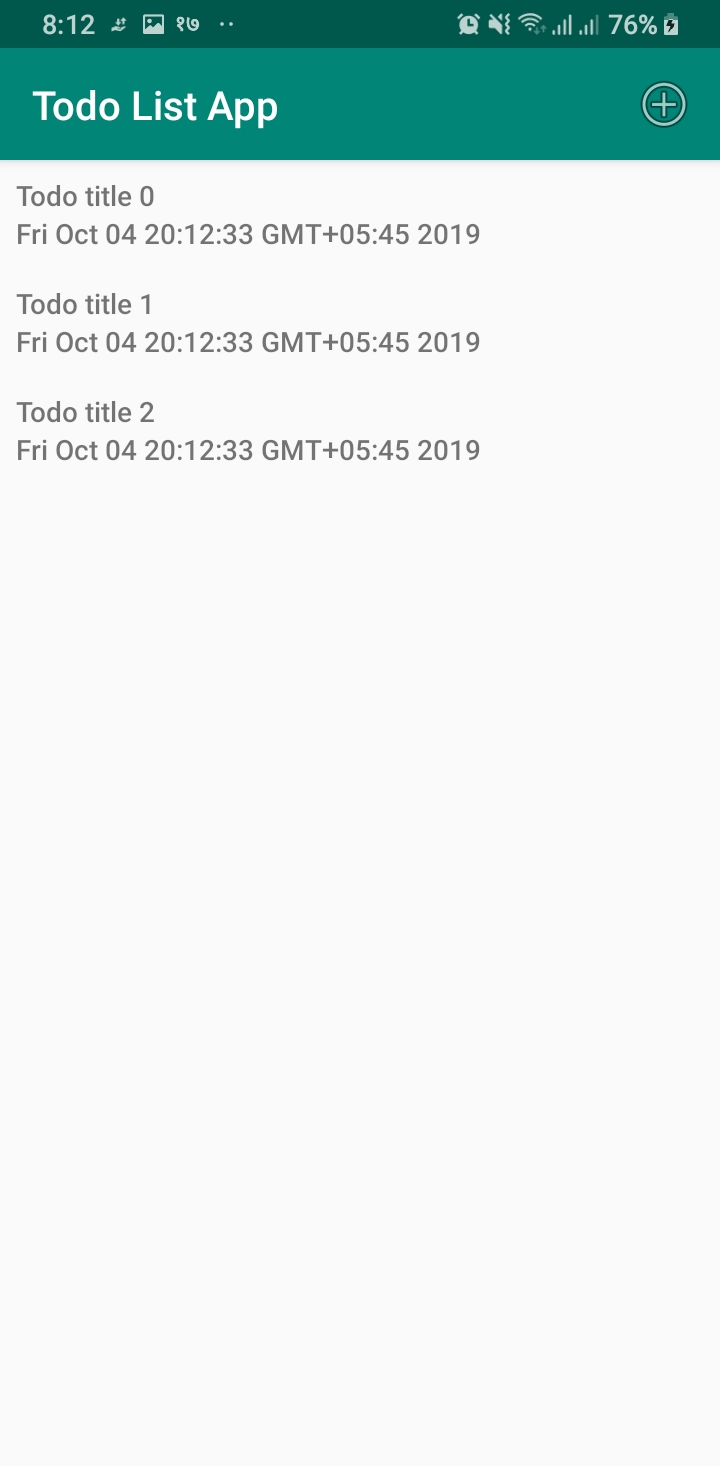 8:12 १७ 76%
Todo List App
Todo title 0
Fri Oct 04 20:12:33 GMT+05:45 2019
Todo title 1
Fri Oct 04 20:12:33 GMT+05:45 2019
Todo title 2
Fri Oct 04 20:12:33 GMT+05:45 2019